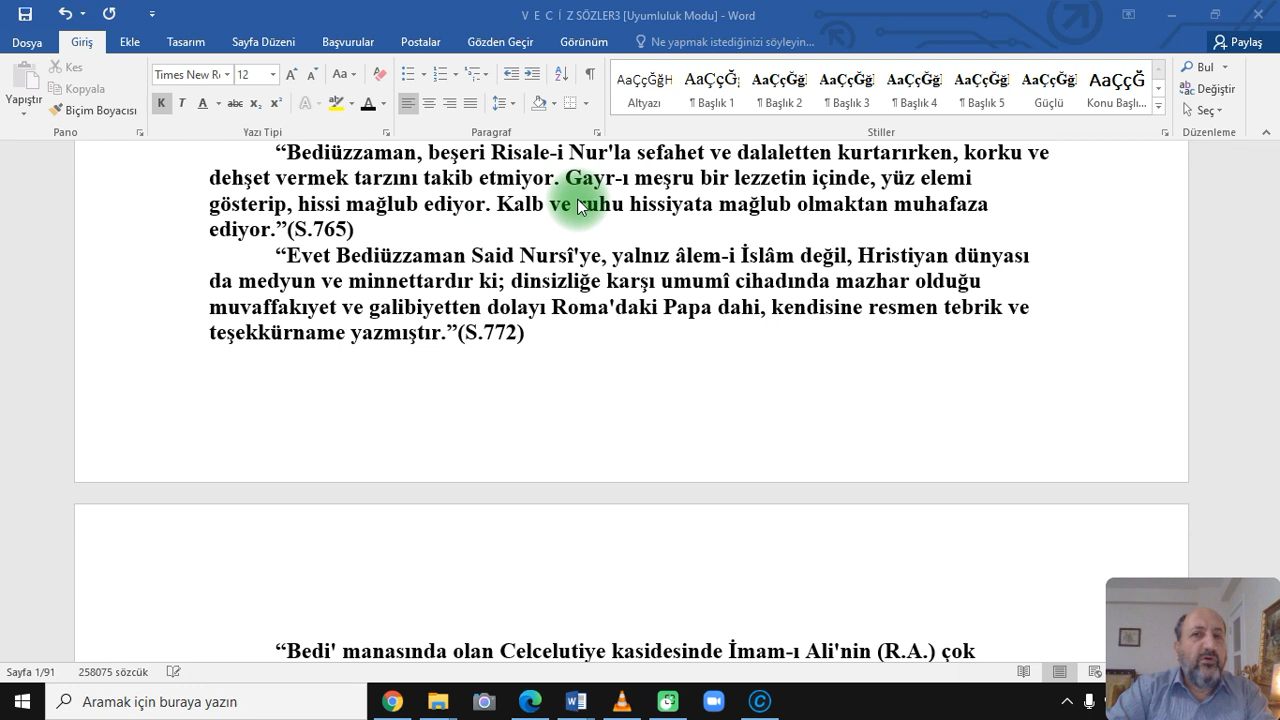 V E C İ Z SÖZLER3 [Uyumluluk Modu] - Word
Dosya Giriş Ekle Tasarım Sayfa Düzeni Başvurular Postalar Gözden Geçir Görünüm Ne yapmak istediğinizi söyleyin... Paylaş
Yapıştır
Kes
Kopyala
Biçim Boyacısı
Times New Ro 12
Aa
K T A abc x₂ x² A A
AaÇçĞğH AaÇçĞ AaÇçĞğ AaÇçĞğ AaÇçĞğ AaÇçĞğ AaÇçĞğ AaÇçĞ
Altyazı ¶ Başlık 1 ¶ Başlık 2 ¶ Başlık 3 ¶ Başlık 4 ¶ Başlık 5 Güçlü Konu Başlı...
Bul
Değiştir
Seç
Pano Yazı Tipi Paragraf Stiller Düzenleme
“Bediüzzaman, beşeri Risale-i Nur'la sefahet ve dalaletten kurtarırken, korku ve
dehşet vermek tarzını takib etmiyor. Gayr-ı meşru bir lezzetin içinde, yüz elemi
gösterip, hissi mağlub ediyor. Kalb ve ruhu hissiyata mağlub olmaktan muhafaza
ediyor.”(S.765)
“Evet Bediüzzaman Said Nursî'ye, yalnız âlem-i İslâm değil, Hristiyan dünyası
da medyun ve minnettardır ki; dinsizliğe karşı umumî cihadında mazhar olduğu
muvaffakıyet ve galibiyetten dolayı Roma'daki Papa dahi, kendisine resmen tebrik ve
teşekkürname yazmıştır.”(S.772)
“Bedi' manasında olan Celcelutiye kasidesinde İmam-ı Ali'nin (R.A.) çok
Sayfa 1/91 258075 sözcük
Aramak için buraya yazın